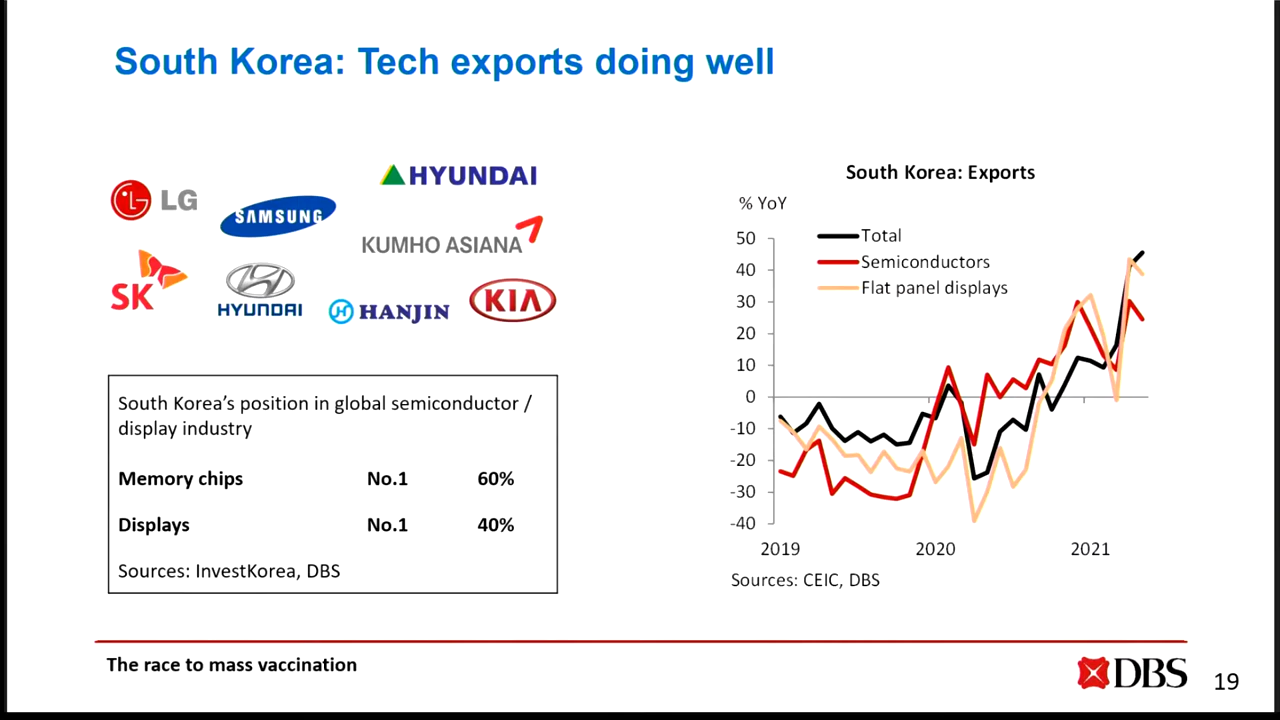 South Korea: Tech exports doing well
HYUNDAI
LG
SAMSUNG
KUMHO ASIANA
SK
HYUNDAI
HANJIN
KIA
South Korea's position in global semiconductor /
display industry
Memory chips No.1 60%
Displays No.1 40%
Sources: InvestKorea, DBS
South Korea: Exports
% YoY
Total
Semiconductors
Flat panel displays
50
40
30
20
10
0
-10
-20
-30
-40
2019 2020 2021
Sources: CEIC, DBS
The race to mass vaccination
DBS
19